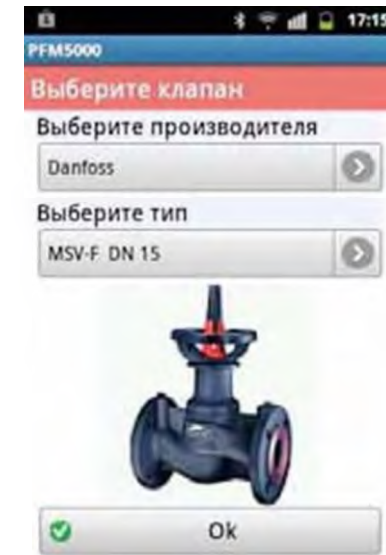 17:15
PFM5000
Выберите клапан
Выберите производителя
Danfoss
Выберите тип
MSV-F DN 15
Ok